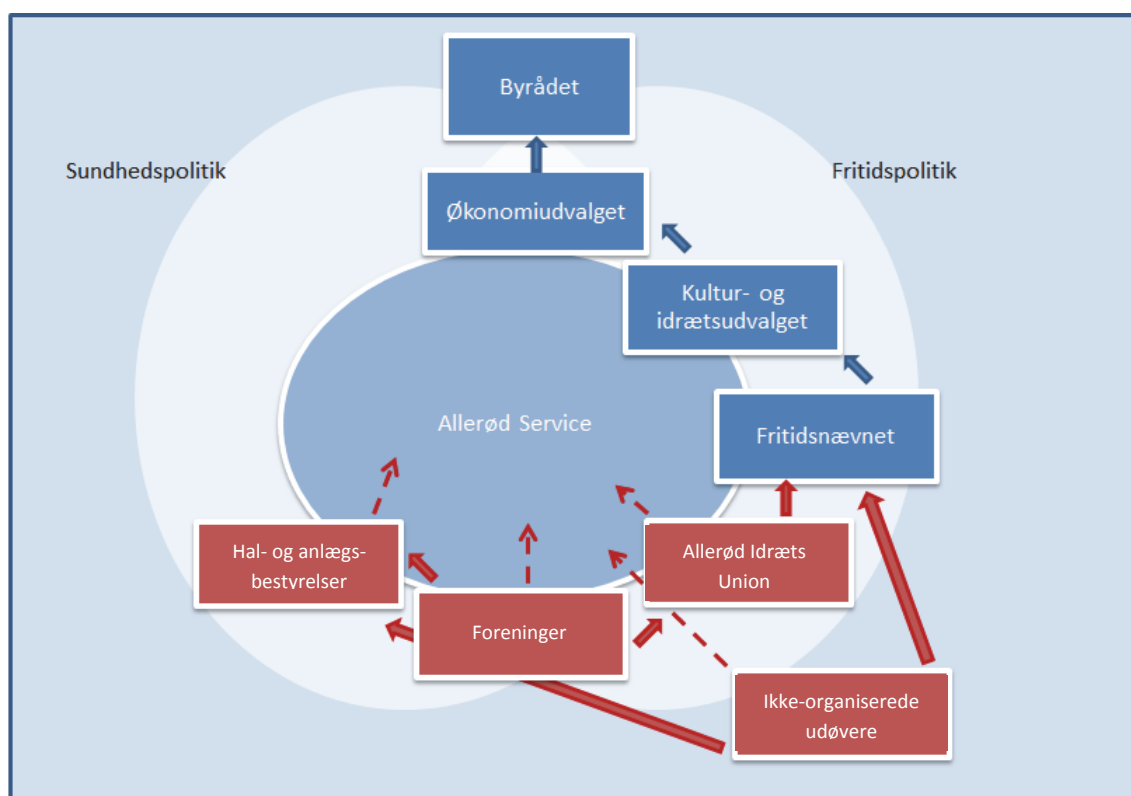 Byrådet
Sundhedspolitik
Fritidspolitik
Økonomiudvalget
Kultur- og
idrætsudvalget
Allerød Service
Fritidsnævnet
Hal- og anlægs-
bestyrelser
Allerød Idræts
Union
Foreninger
Ikke-organiserede
udøvere